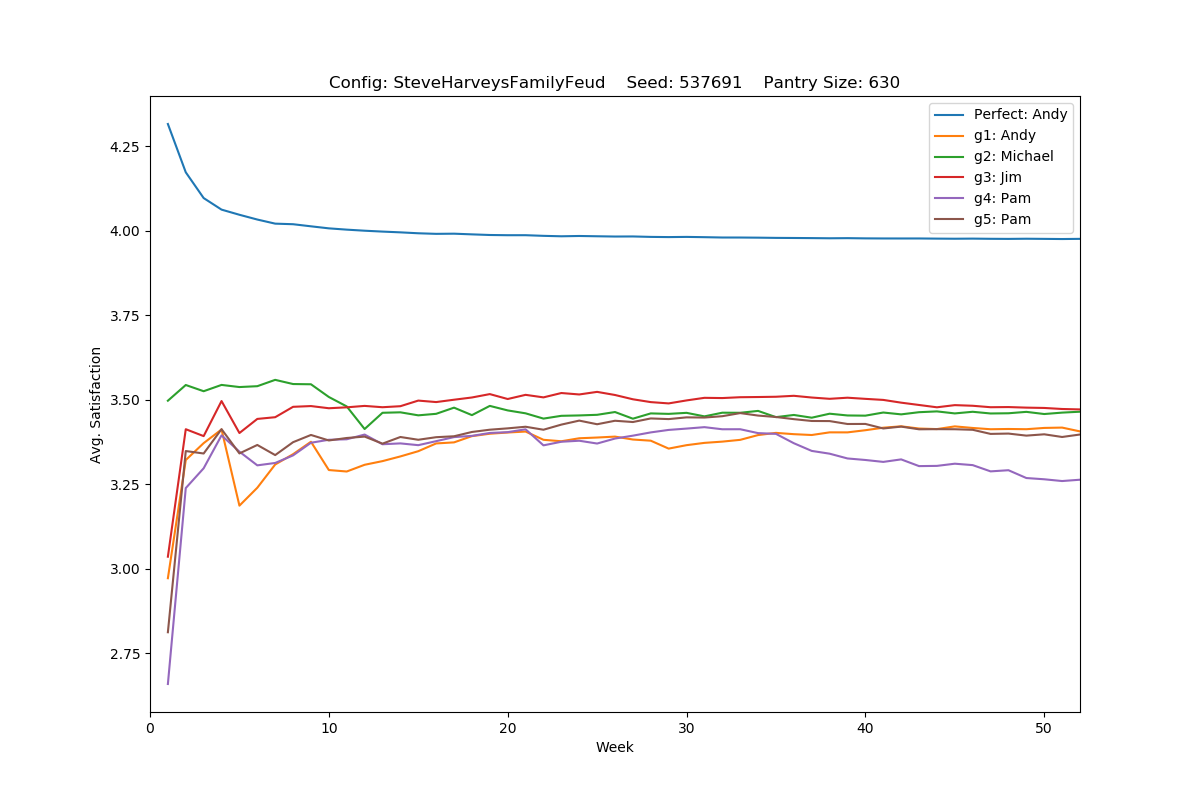 Config: SteveHarveysFamilyFeud    Seed: 537691    Pantry Size: 630
Perfect: Andy
g1: Andy
g2: Michael
g3: Jim
g4: Pam
g5: Pam
Avg. Satisfaction
4.25
4.00
3.75
3.50
3.25
3.00
2.75
0 10 20 30 40 50
Week